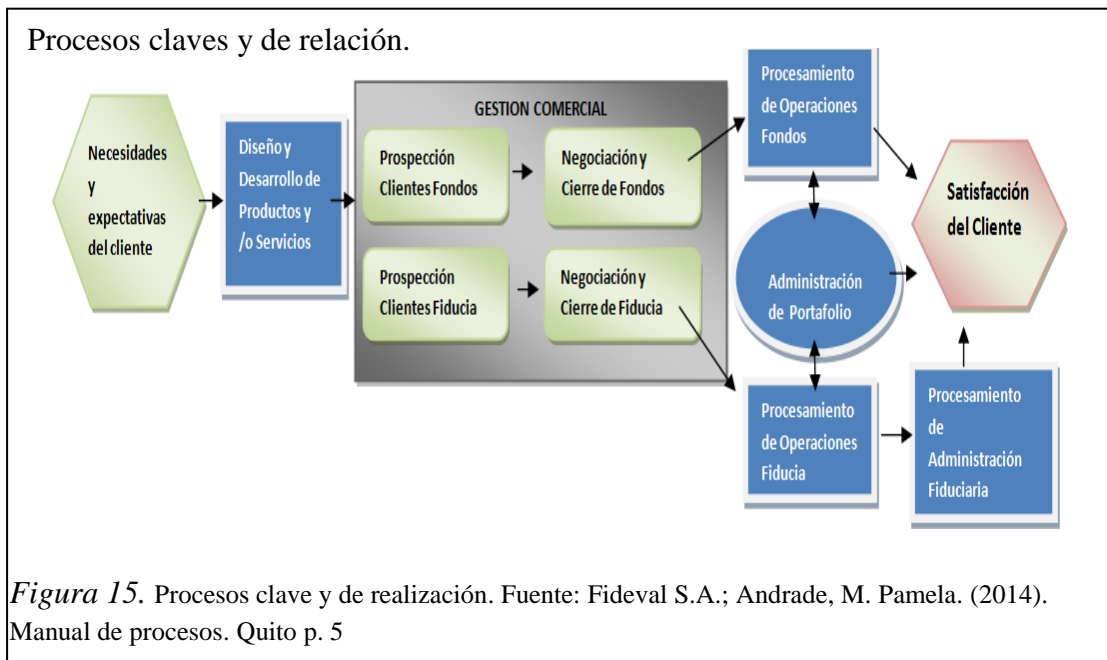 Procesos claves y de relación.
Necesidades
y
expectativas
del cliente
Diseño y
Desarrollo de
Productos y
/o Servicios
GESTION COMERCIAL
Prospección
Clientes Fondos
Negociación y
Cierre de Fondos
Prospección
Clientes Fiducia
Negociación y
Cierre de Fiducia
Procesamiento
de Operaciones
Fondos
Administración
de Portafolio
Procesamiento
de Operaciones
Fiducia
Procesamiento
de
Administración
Fiduciaria
Satisfacción
del Cliente
Figura 15. Procesos clave y de realización. Fuente: Fideval S.A.; Andrade, M. Pamela. (2014).
Manual de procesos. Quito p. 5